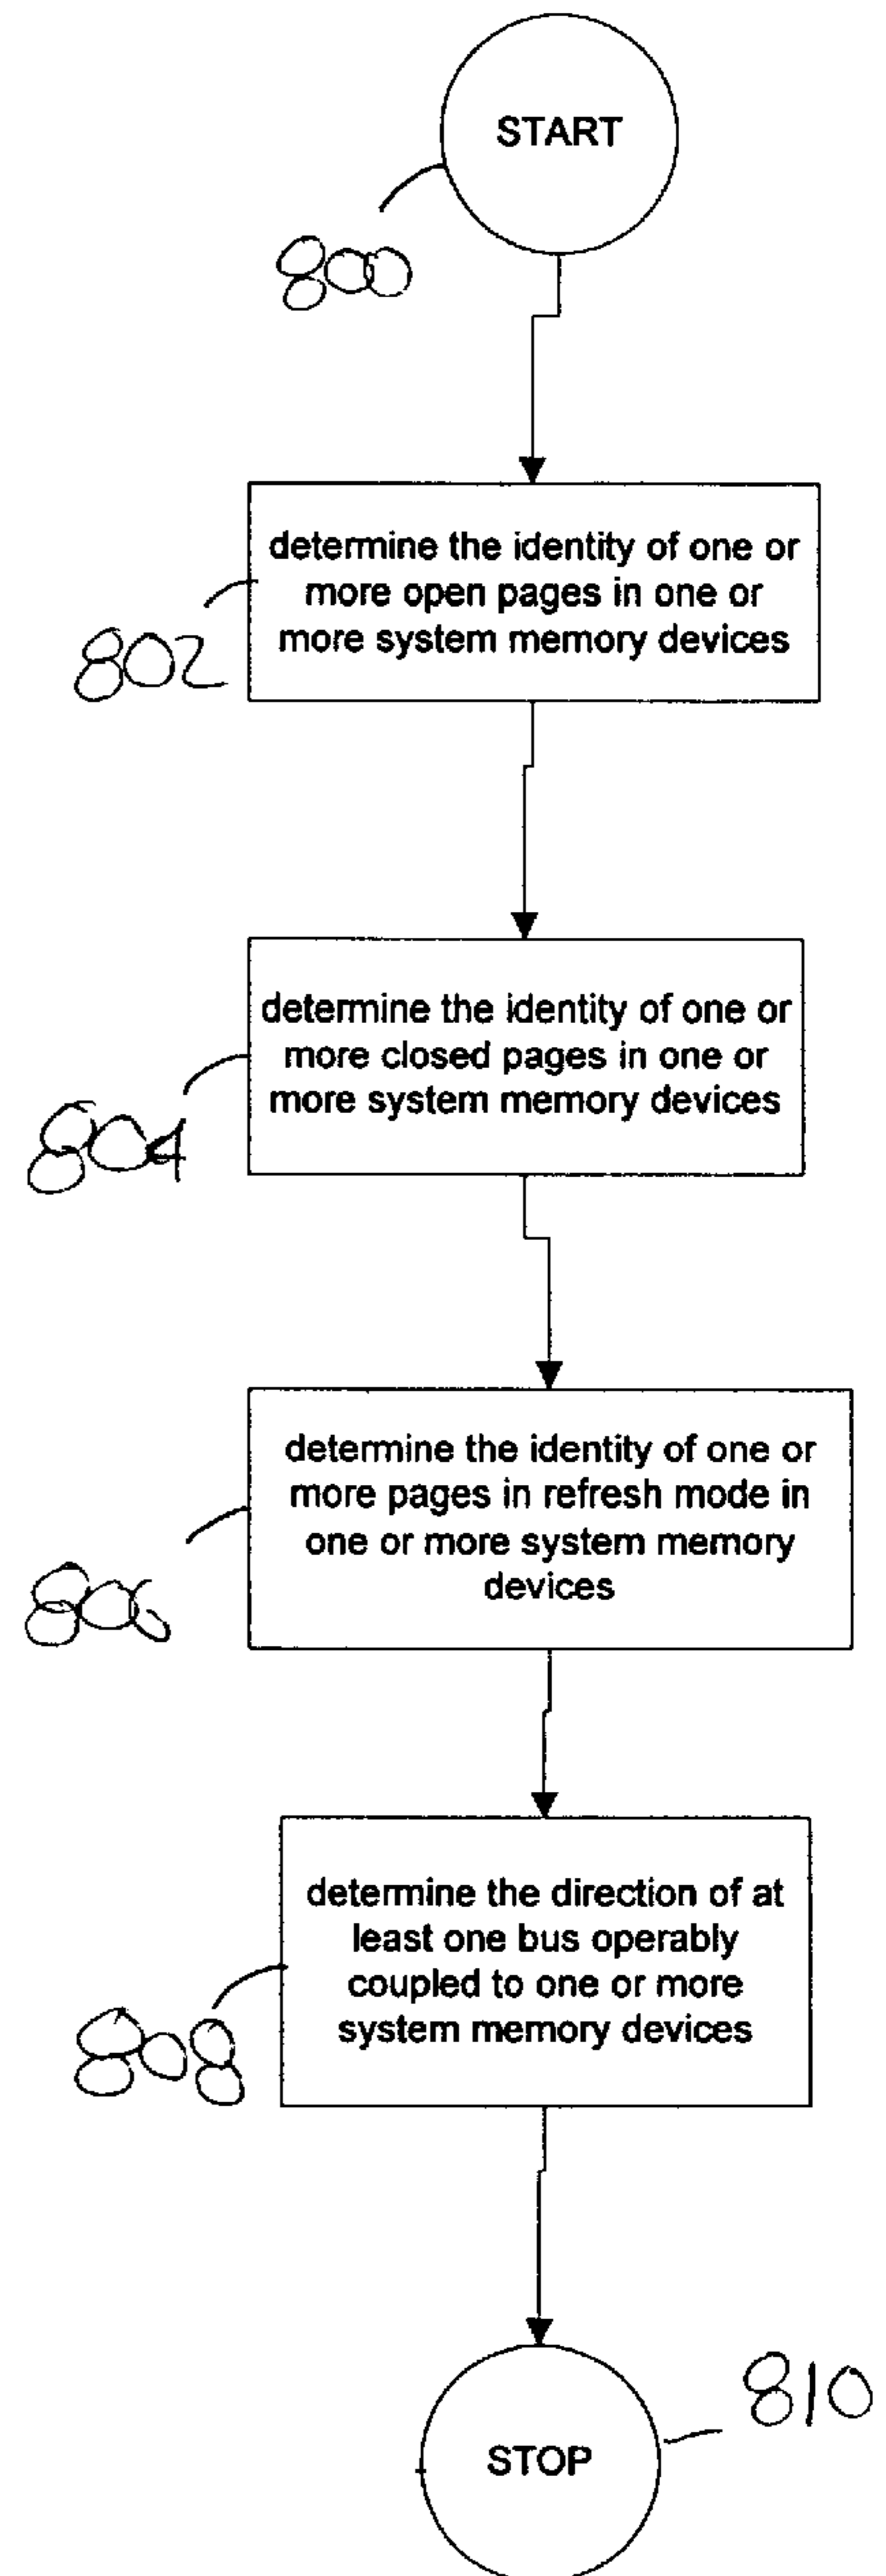 START
800
determine the identity of one or
more open pages in one or
more system memory devices
802
determine the identity of one or
more closed pages in one or
more system memory devices
804
determine the identity of one or
more pages in refresh mode in
one or more system memory
devices
806
determine the direction of at
least one bus operably
coupled to one or more
system memory devices
808
STOP
810